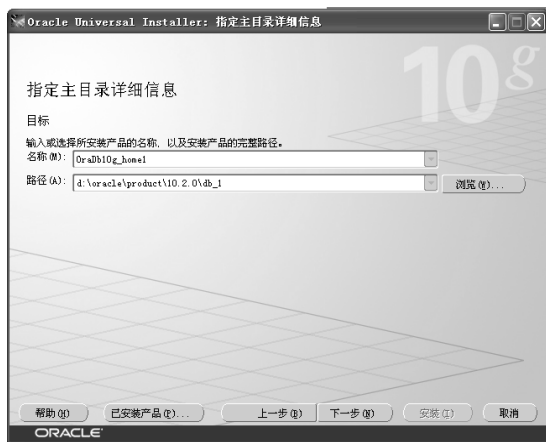 Oracle Universal Installer: 指定主目录详细信息
10g
指定主目录详细信息
目标
输入或选择所安装产品的名称, 以及安装产品的完整路径。
名称(M): OraDb10g_home1
路径(A): d:\oracle\product\10.2.0\db_1 浏览(W)...
帮助(H) 已安装产品(P)... 上一步(B) 下一步(N) 安装(I) 取消
ORACLE